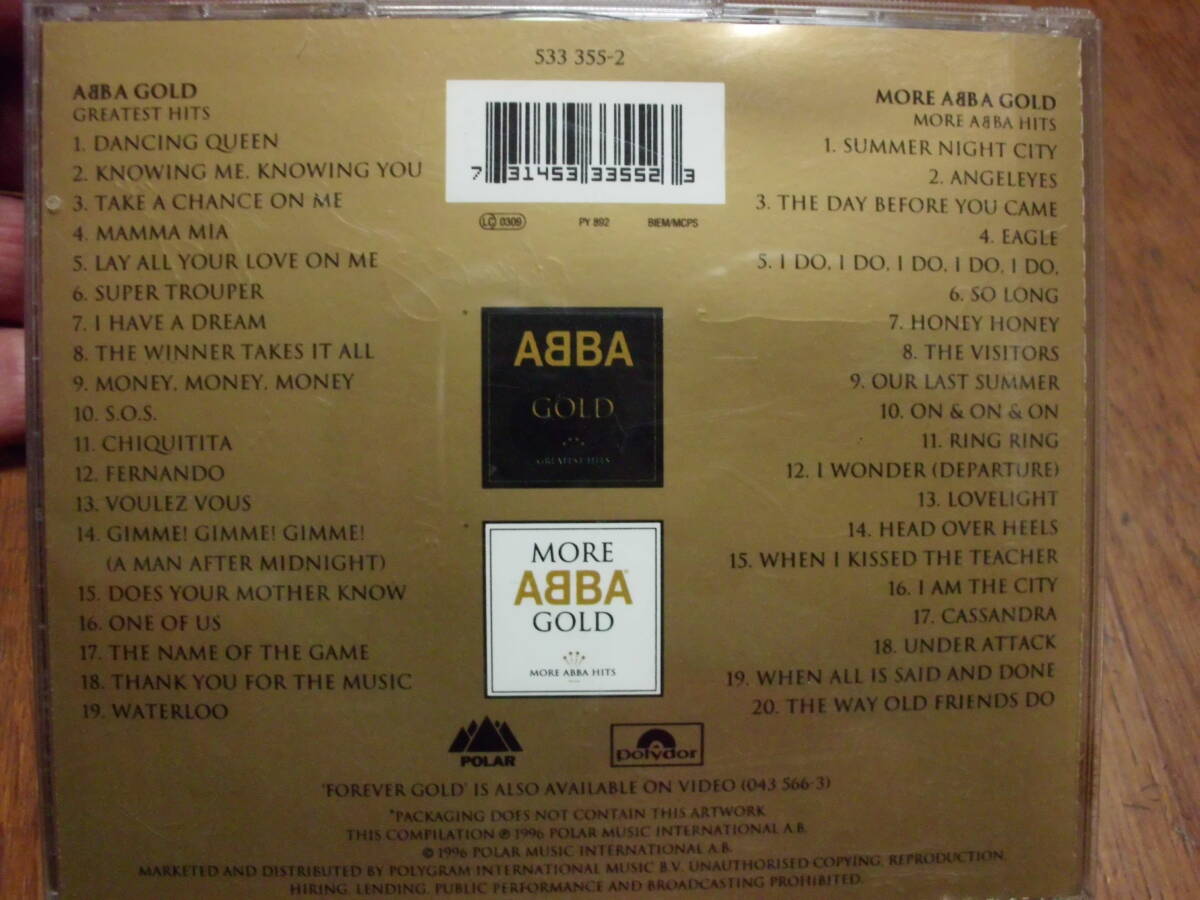 533 355-2
ABBA GOLD
GREATEST HITS
1. DANCING QUEEN
2. KNOWING ME, KNOWING YOU
3. TAKE A CHANCE ON ME
4. MAMMA MIA
5. LAY ALL YOUR LOVE ON ME
6. SUPER TROUPER
7. I HAVE A DREAM
8. THE WINNER TAKES IT ALL
9. MONEY, MONEY, MONEY
10. S.O.S.
11. CHIQUITITA
12. FERNANDO
13. VOULEZ VOUS
14. GIMME! GIMME! GIMME!
(A MAN AFTER MIDNIGHT)
15. DOES YOUR MOTHER KNOW
16. ONE OF US
17. THE NAME OF THE GAME
18. THANK YOU FOR THE MUSIC
19. WATERLOO
7 31453 33552 3
LC 0309 PY 892 BIEM/MCPS
*
ABBA
GOLD
GREATEST HITS
*
MORE
ABBA
GOLD
MORE ABBA HITS
MORE ABBA GOLD
MORE ABBA HITS
1. SUMMER NIGHT CITY
2. ANGELEYES
3. THE DAY BEFORE YOU CAME
4. EAGLE
5. I DO, I DO, I DO, I DO, I DO,
6. SO LONG
7. HONEY HONEY
8. THE VISITORS
9. OUR LAST SUMMER
10. ON & ON & ON
11. RING RING
12. I WONDER (DEPARTURE)
13. LOVELIGHT
14. HEAD OVER HEELS
15. WHEN I KISSED THE TEACHER
16. I AM THE CITY
17. CASSANDRA
18. UNDER ATTACK
19. WHEN ALL IS SAID AND DONE
20. THE WAY OLD FRIENDS DO
POLAR
polydor
'FOREVER GOLD' IS ALSO AVAILABLE ON VIDEO (043 566-3)
*PACKAGING DOES NOT CONTAIN THIS ARTWORK
THIS COMPILATION ℗ 1996 POLAR MUSIC INTERNATIONAL A.B.
© 1996 POLAR MUSIC INTERNATIONAL A.B.
MARKETED AND DISTRIBUTED BY POLYGRAM INTERNATIONAL MUSIC B.V. UNAUTHORISED COPYING, REPRODUCTION,
HIRING, LENDING, PUBLIC PERFORMANCE AND BROADCASTING PROHIBITED.